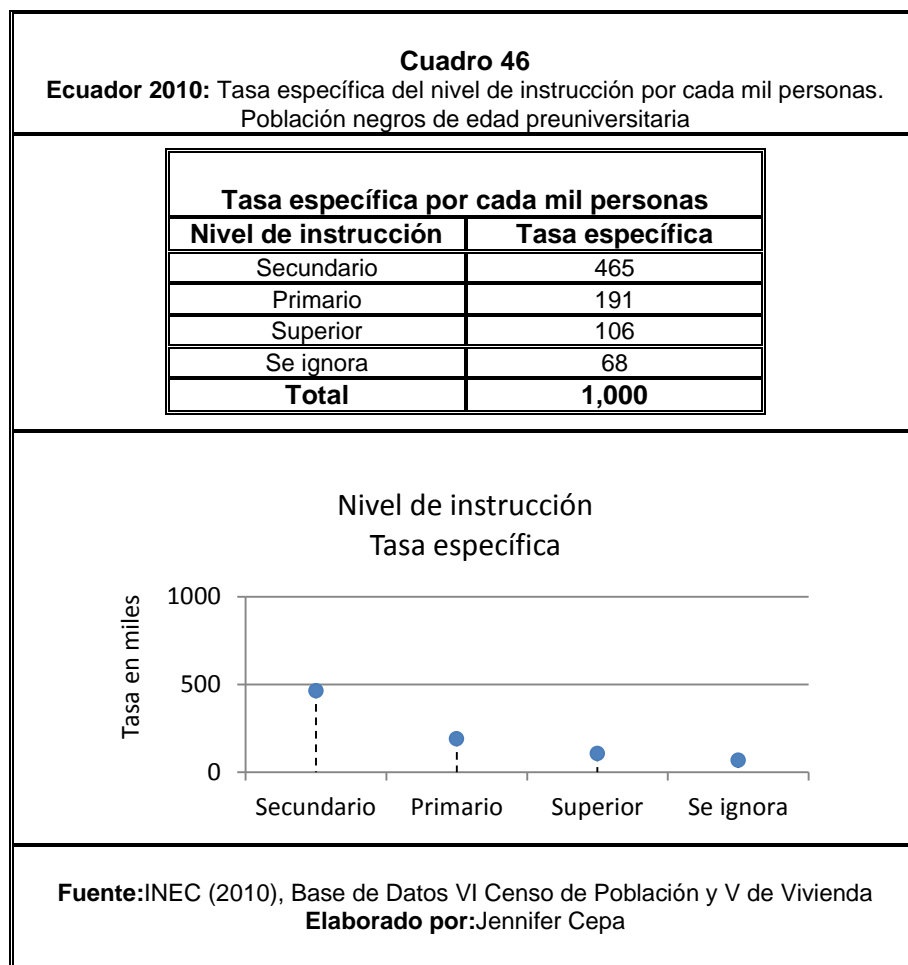 Cuadro 46
Ecuador 2010: Tasa específica del nivel de instrucción por cada mil personas.
Población negros de edad preuniversitaria
Tasa específica por cada mil personas
Nivel de instrucción Tasa específica
Secundario 465
Primario 191
Superior 106
Se ignora 68
Total 1,000
Nivel de instrucción
Tasa específica
Tasa en miles
1000
500
0
Secundario Primario Superior Se ignora
Fuente:INEC (2010), Base de Datos VI Censo de Población y V de Vivienda
Elaborado por:Jennifer Cepa